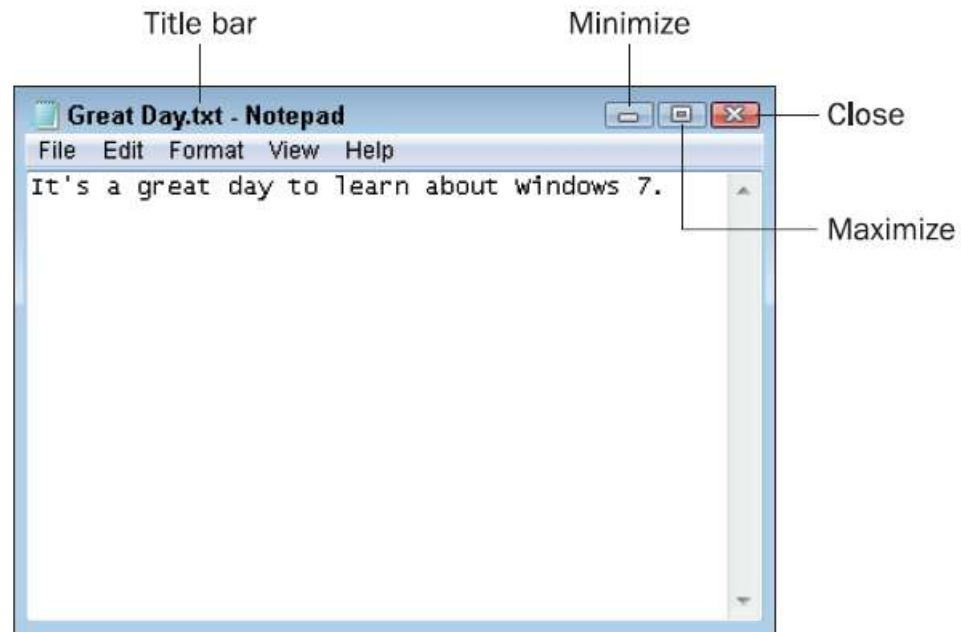 Title bar
Minimize
Great Day.txt - Notepad
Close
File Edit Format View Help
It's a great day to learn about Windows 7.
Maximize